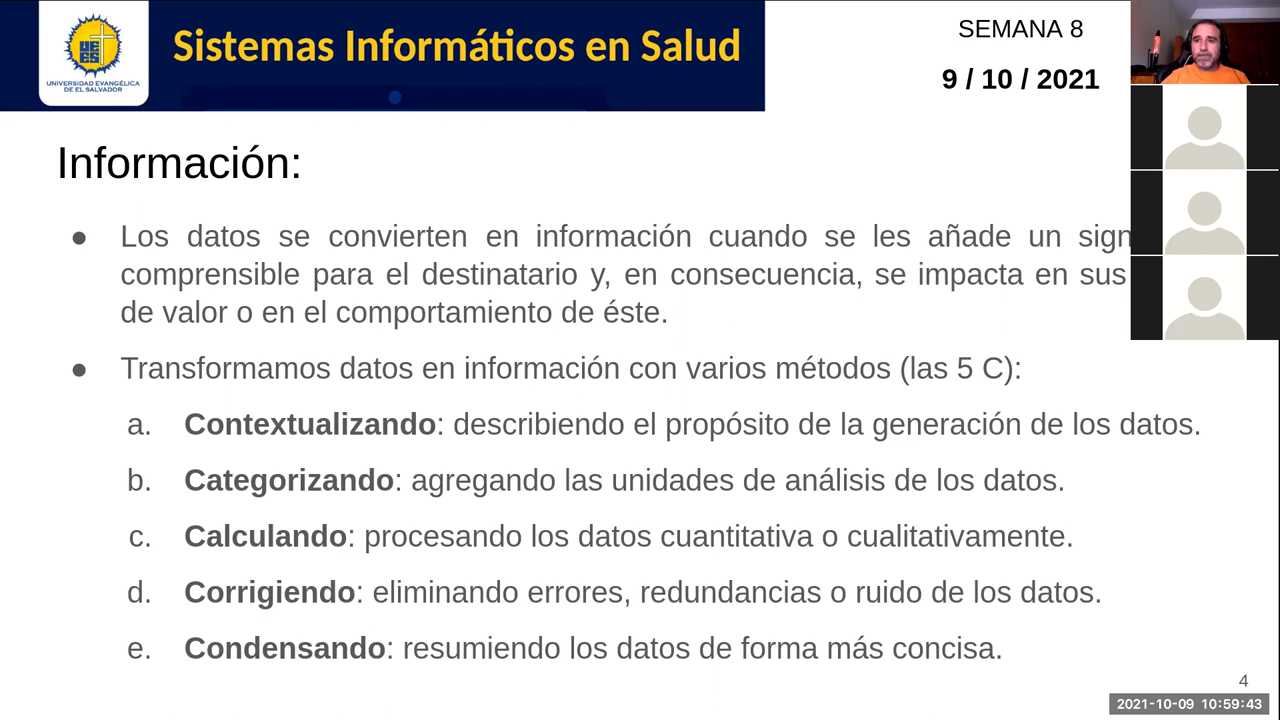 Sistemas Informáticos en Salud
SEMANA 8
9 / 10 / 2021
UNIVERSIDAD EVANGÉLICA
DE EL SALVADOR
Información:
● Los datos se convierten en información cuando se les añade un
comprensible para el destinatario y, en consecuencia, se impacta en sus
de valor o en el comportamiento de éste.
● Transformamos datos en información con varios métodos (las 5 C):
a. Contextualizando: describiendo el propósito de la generación de los datos.
b. Categorizando: agregando las unidades de análisis de los datos.
c. Calculando: procesando los datos cuantitativa o cualitativamente.
d. Corrigiendo: eliminando errores, redundancias o ruido de los datos.
e. Condensando: resumiendo los datos de forma más concisa.
4
2021-10-09 10:59:43